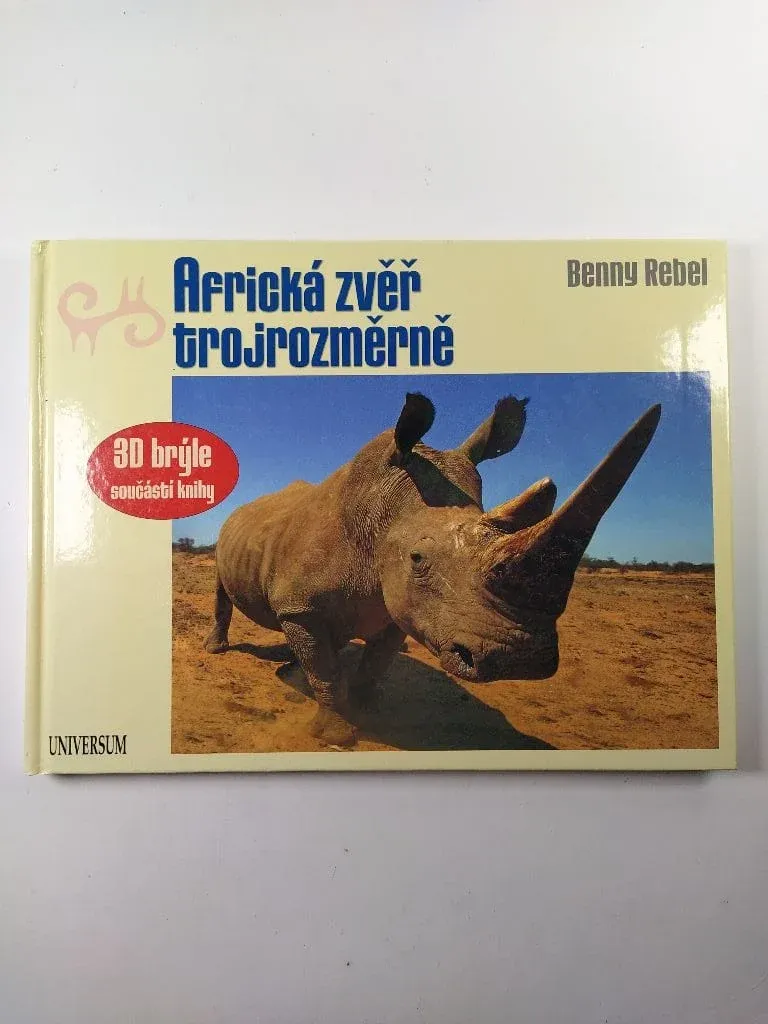 Africká zvěř
trojrozměrně
Benny Rebel
3D brýle
součástí knihy
UNIVERSUM